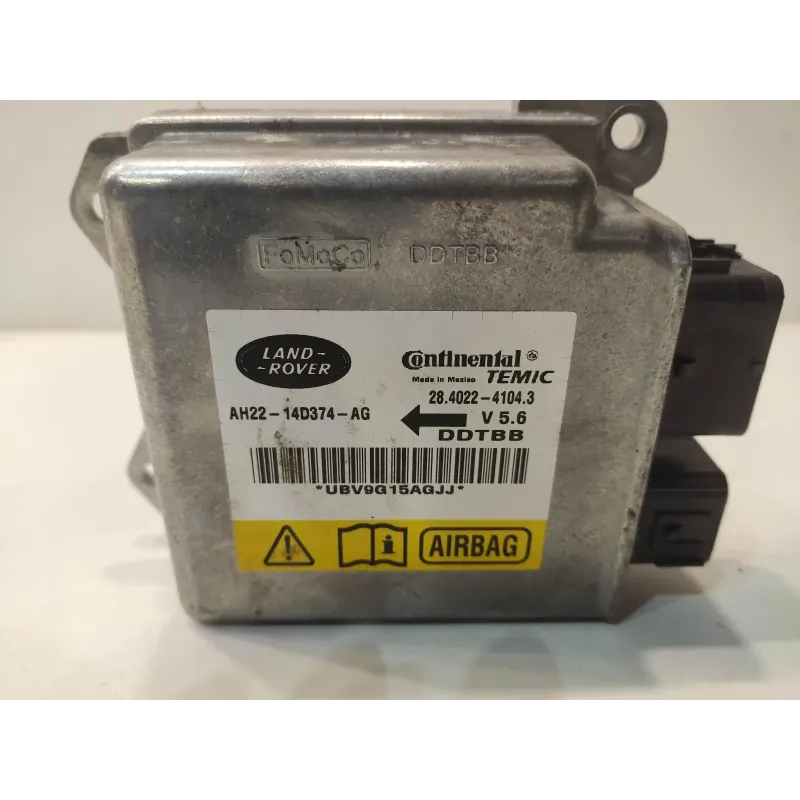 FoMoCo DDTBB
LAND-
-ROVER
Continental
Made in Mexico TEMIC
28.4022-4104.3
AH22-14D374-AG
V 5.6
DDTBB
*UBV9G15AGJJ*
AIRBAG